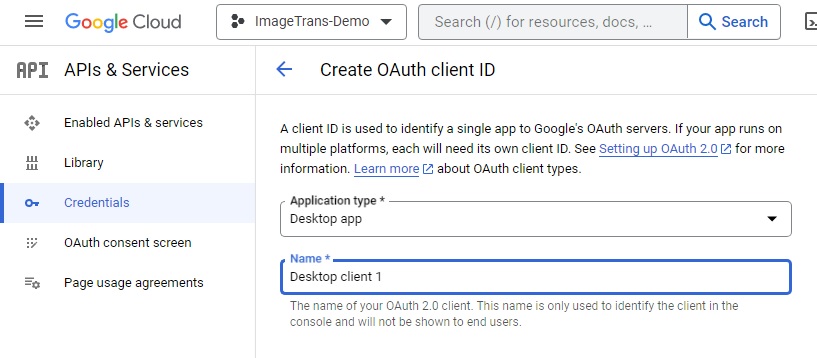 Google Cloud
ImageTrans-Demo
Search (/) for resources, docs, ...
Search
API
APIs & Services
Create OAuth client ID
Enabled APIs & services
Library
Credentials
OAuth consent screen
Page usage agreements
A client ID is used to identify a single app to Google's OAuth servers. If your app runs on
multiple platforms, each will need its own client ID. See Setting up OAuth 2.0 for more
information. Learn more about OAuth client types.
Application type *
Desktop app
Name *
Desktop client 1
The name of your OAuth 2.0 client. This name is only used to identify the client in the
console and will not be shown to end users.